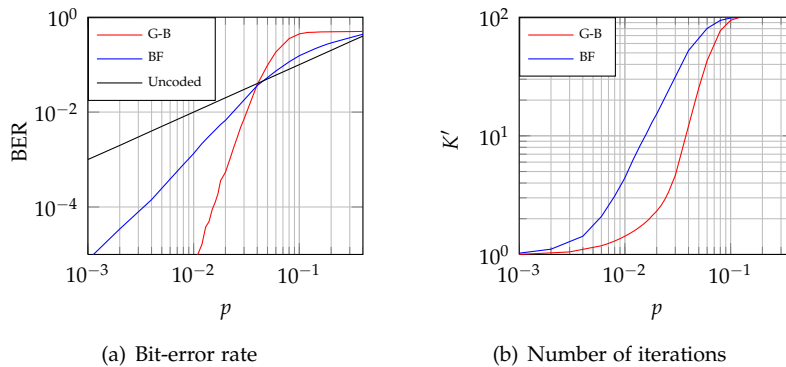 G-B
BF
Uncoded
BER
10^0
10^−2
10^−4
10^−3
10^−2
10^−1
p
(a) Bit-error rate
G-B
BF
K′
10^2
10^1
10^0
10^−3
10^−2
10^−1
p
(b) Number of iterations